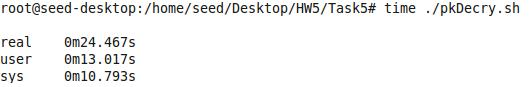 root@seed-desktop:/home/seed/Desktop/HW5/Task5# time ./pkDecry.sh
real 0m24.467s
user 0m13.017s
sys 0m10.793s